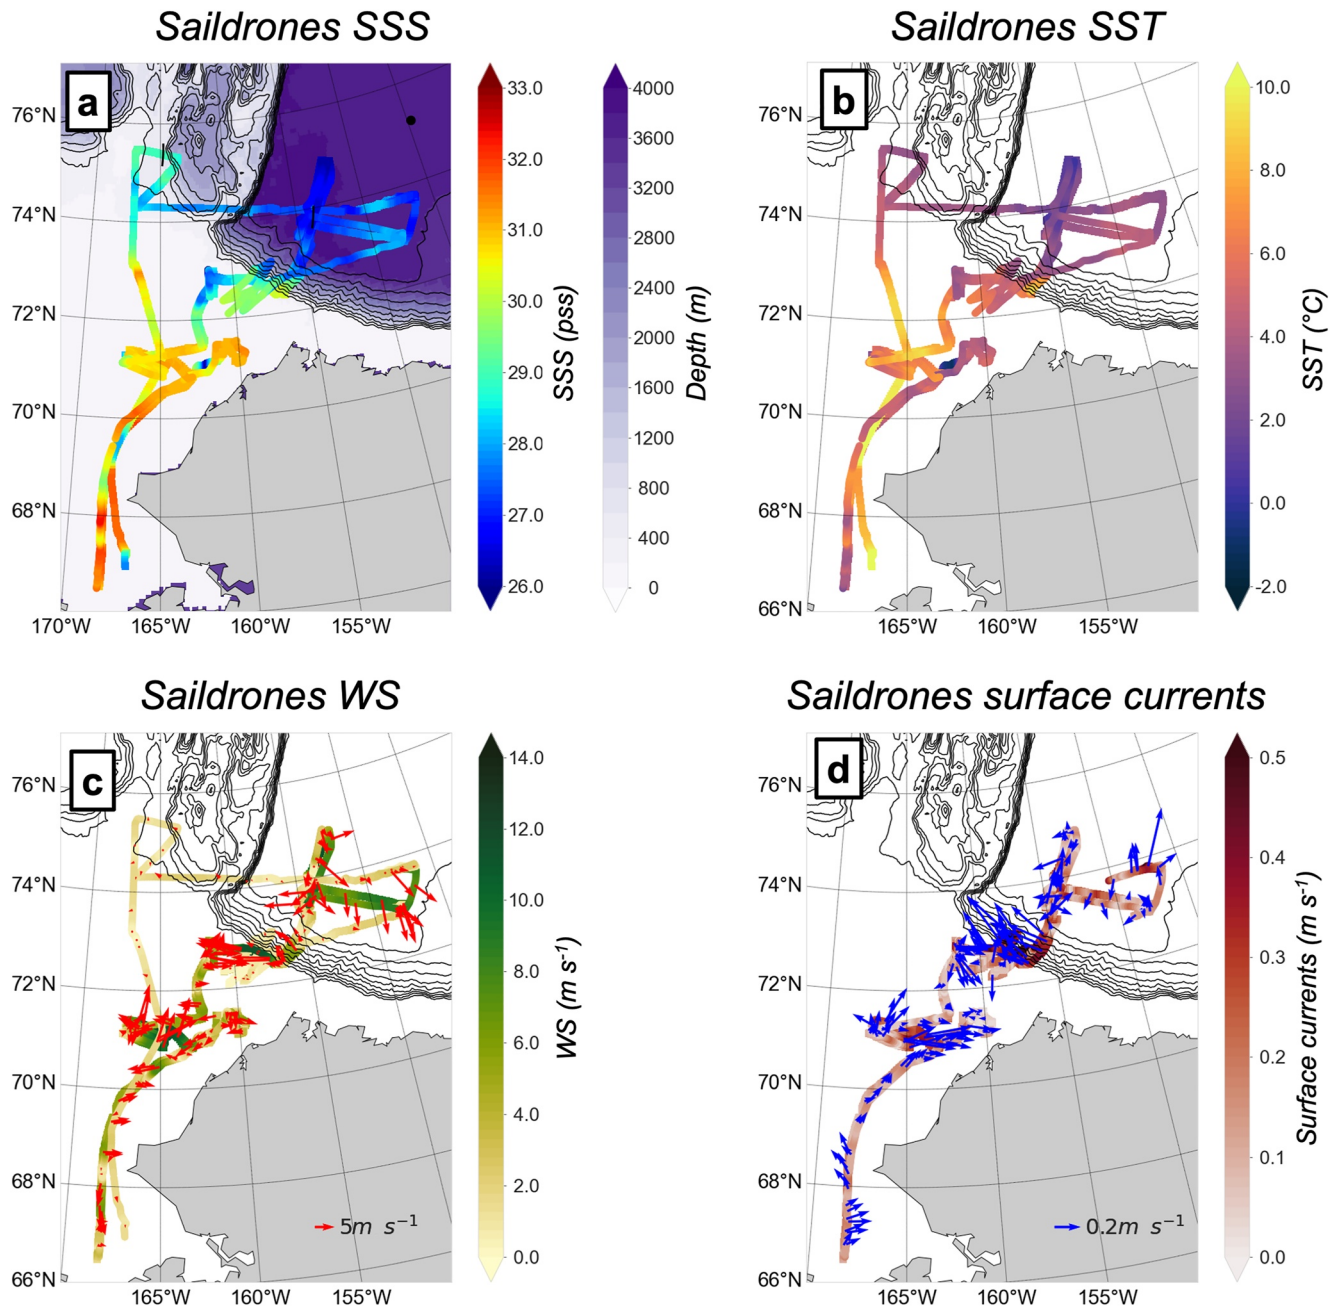 Saildrones SSS
Saildrones SST
a
76°N
74°N
72°N
70°N
68°N
170°W
165°W
160°W
155°W
33.0
32.0
31.0
30.0
29.0
28.0
27.0
26.0
SSS (pss)
4000
3600
3200
2800
2400
2000
1600
1200
800
400
0
Depth (m)
b
76°N
74°N
72°N
70°N
68°N
66°N
165°W
160°W
155°W
10.0
8.0
6.0
4.0
2.0
0.0
-2.0
SST (°C)
Saildrones WS
Saildrones surface currents
c
76°N
74°N
72°N
70°N
68°N
66°N
165°W
160°W
155°W
5m s⁻¹
14.0
12.0
10.0
8.0
6.0
4.0
2.0
0.0
WS (m s⁻¹)
d
76°N
74°N
72°N
70°N
68°N
66°N
165°W
160°W
155°W
0.2m s⁻¹
0.5
0.4
0.3
0.2
0.1
0.0
Surface currents (m s⁻¹)